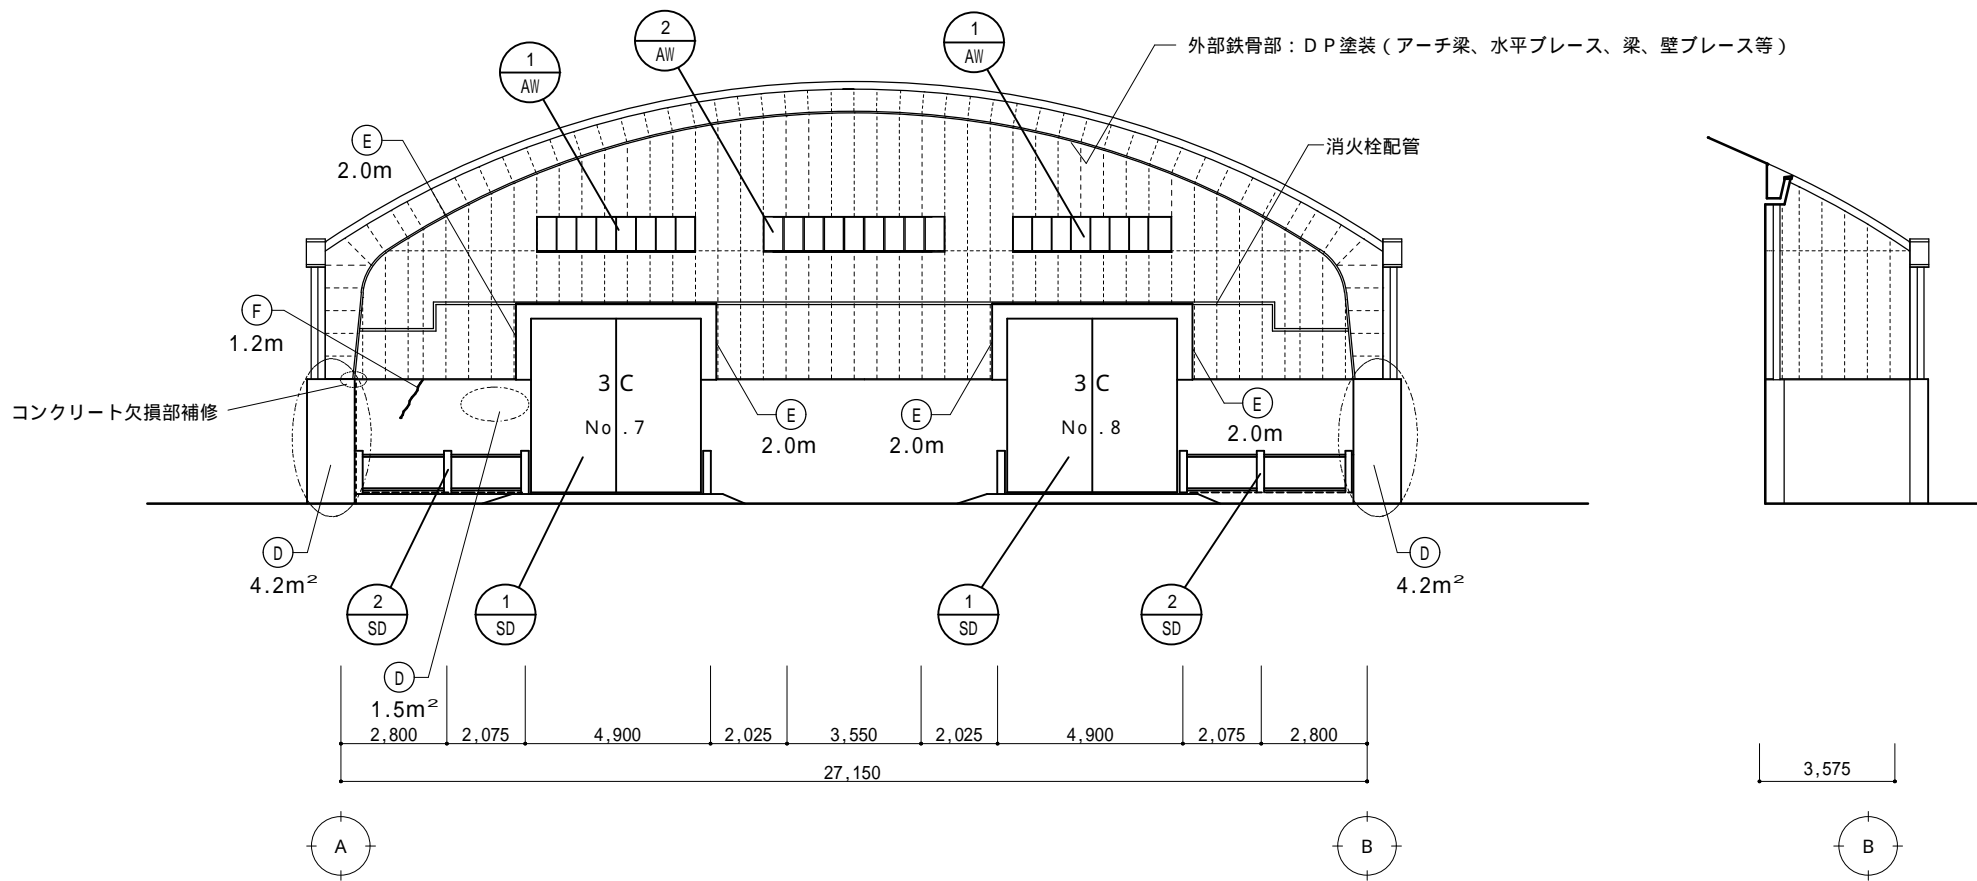 1
AW
2
AW
1
AW
外部鉄骨部：ＤＰ塗装（アーチ梁、水平ブレース、梁、壁ブレース等）
E
2.0m
消火栓配管
F
1.2m
コンクリート欠損部補修
3C
No.7
3C
No.8
E
2.0m
E
2.0m
E
2.0m
D
4.2m²
D
4.2m²
2
SD
1
SD
1
SD
2
SD
D
1.5m²
2,800
2,075
4,900
2,025
3,550
2,025
4,900
2,075
2,800
27,150
3,575
A
B
B